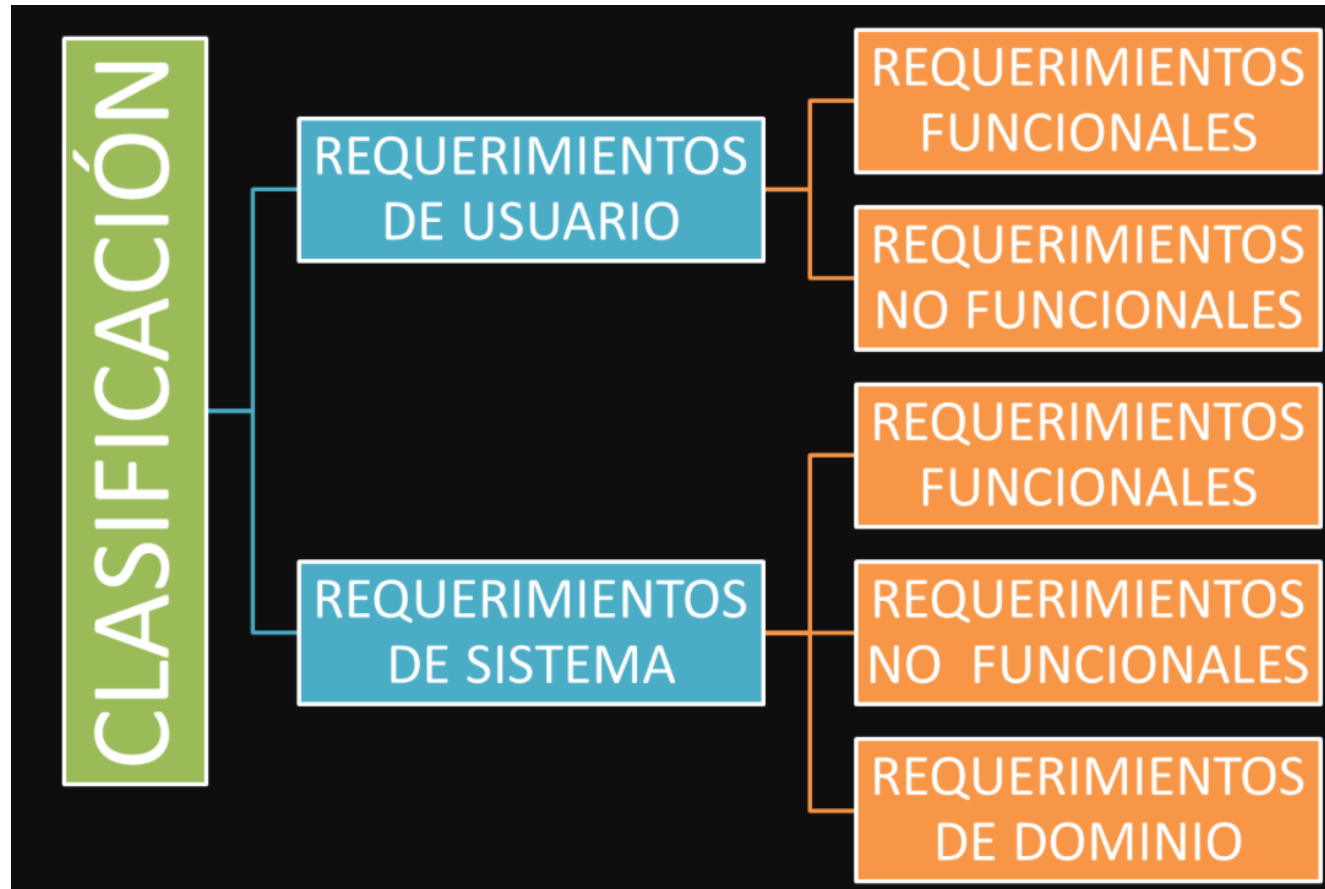 CLASIFICACIÓN
REQUERIMIENTOS
DE USUARIO
REQUERIMIENTOS
FUNCIONALES
REQUERIMIENTOS
NO FUNCIONALES
REQUERIMIENTOS
DE SISTEMA
REQUERIMIENTOS
FUNCIONALES
REQUERIMIENTOS
NO FUNCIONALES
REQUERIMIENTOS
DE DOMINIO